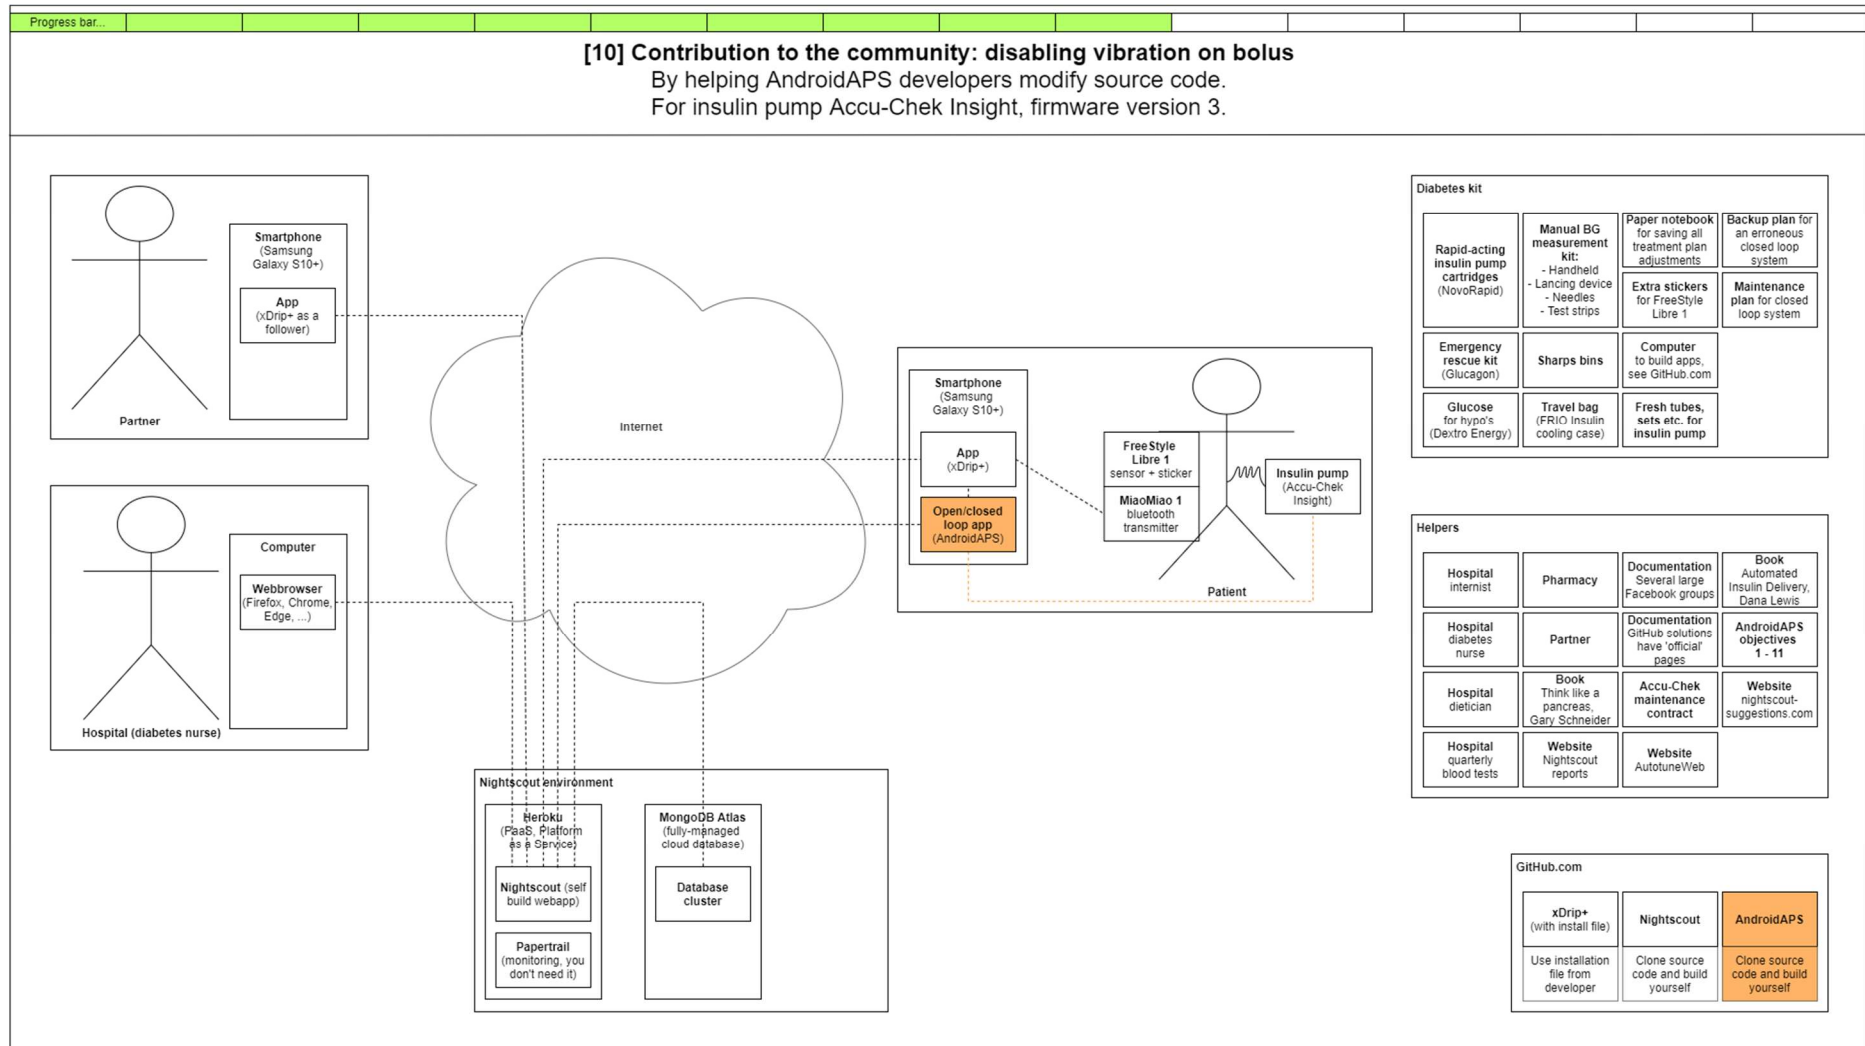 Progress bar...
[10] Contribution to the community: disabling vibration on bolus
By helping AndroidAPS developers modify source code.
For insulin pump Accu-Chek Insight, firmware version 3.
Smartphone
(Samsung
Galaxy S10+)
App
(xDrip+ as a
follower)
Partner
Computer
Webbrowser
(Firefox, Chrome,
Edge, ...)
Hospital (diabetes nurse)
Internet
Smartphone
(Samsung
Galaxy S10+)
App
(xDrip+)
Open/closed
loop app
(AndroidAPS)
FreeStyle
Libre 1
sensor + sticker
MiaoMiao 1
bluetooth
transmitter
Insulin pump
(Accu-Chek
Insight)
Patient
Nightscout environment
Heroku
(PaaS, Platform
as a Service)
Nightscout (self
build webapp)
Papertrail
(monitoring, you
don't need it)
MongoDB Atlas
(fully-managed
cloud database)
Database
cluster
Diabetes kit
Rapid-acting
insulin pump
cartridges
(NovoRapid)
Manual BG
measurement
kit:
- Handheld
- Lancing device
- Needles
- Test strips
Paper notebook
for saving all
treatment plan
adjustments
Backup plan for
an erroneous
closed loop
system
Extra stickers
for FreeStyle
Libre 1
Maintenance
plan for closed
loop system
Emergency
rescue kit
(Glucagon)
Sharps bins
Computer
to build apps,
see GitHub.com
Glucose
for hypo's
(Dextro Energy)
Travel bag
(FRIO Insulin
cooling case)
Fresh tubes,
sets etc. for
insulin pump
Helpers
Hospital
internist
Pharmacy
Documentation
Several large
Facebook groups
Book
Automated
Insulin Delivery,
Dana Lewis
Hospital
diabetes
nurse
Partner
Documentation
GitHub solutions
have 'official'
pages
AndroidAPS
objectives
1 - 11
Hospital
dietician
Book
Think like a
pancreas,
Gary Schneider
Accu-Chek
maintenance
contract
Website
nightscout-
suggestions.com
Hospital
quarterly
blood tests
Website
Nightscout
reports
Website
AutotuneWeb
GitHub.com
xDrip+
(with install file)
Nightscout
AndroidAPS
Use installation
file from
developer
Clone source
code and build
yourself
Clone source
code and build
yourself